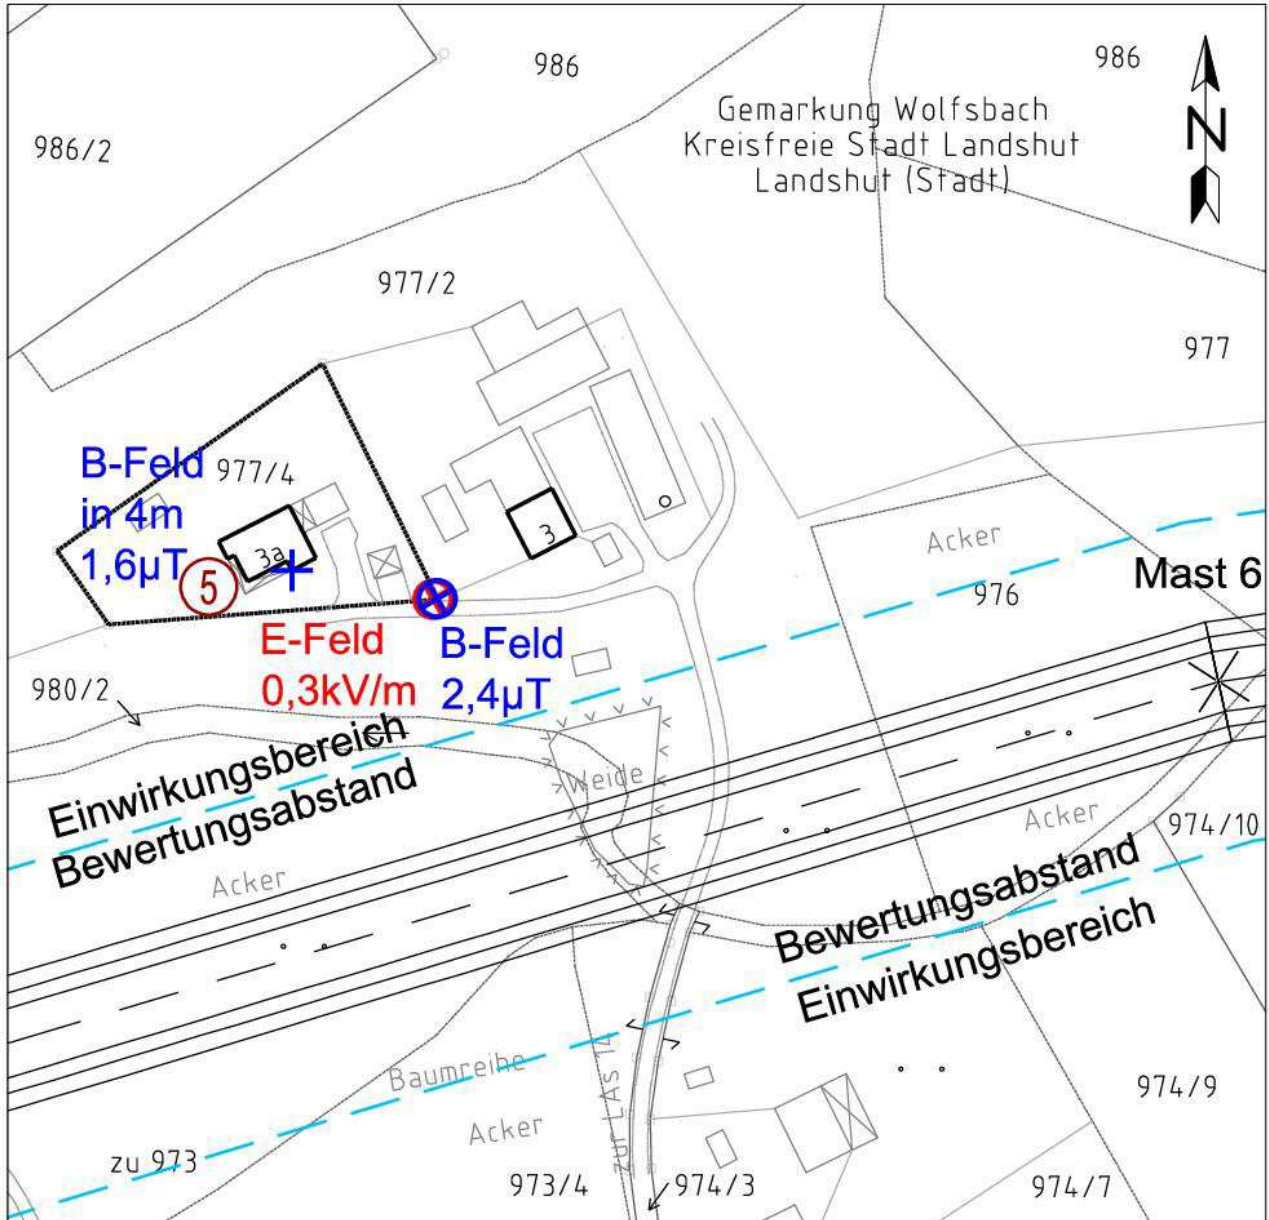 986
986
Gemarkung Wolfsbach
Kreisfreie Stadt Landshut
Landshut (Stadt)
N
986/2
977/2
977
B-Feld
in 4m
1,6µT
977/4
3a
3
5
Acker
Mast 6
976
E-Feld
0,3kV/m
B-Feld
2,4µT
980/2
Einwirkungsbereich
Bewertungsabstand
Weide
Acker
Acker
974/10
Bewertungsabstand
Einwirkungsbereich
Baumreihe
Acker
zur LAs 14
974/9
zu 973
973/4
974/3
974/7